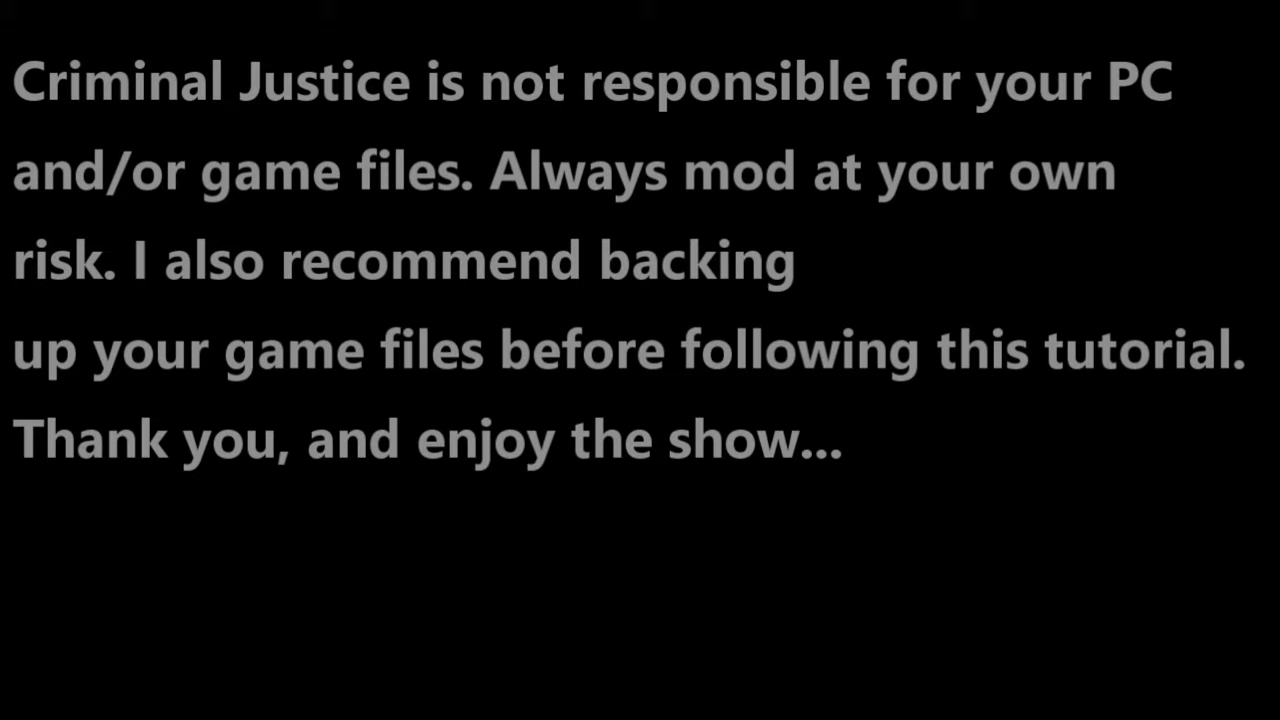 Criminal Justice is not responsible for your PC
and/or game files. Always mod at your own
risk. I also recommend backing
up your game files before following this tutorial.
Thank you, and enjoy the show...